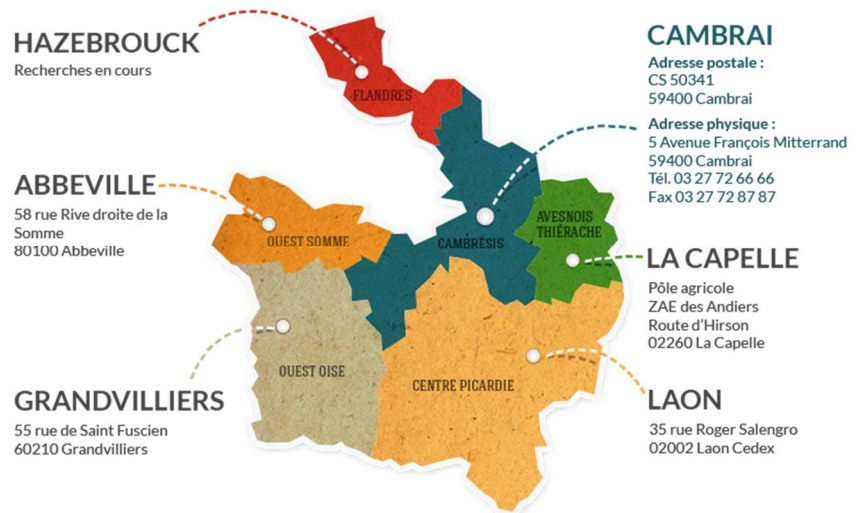 HAZEBROUCK
Recherches en cours
FLANDRES
CAMBRAI
Adresse postale :
CS 50341
59400 Cambrai
Adresse physique :
5 Avenue François Mitterrand
59400 Cambrai
Tél. 03 27 72 66 66
Fax 03 27 72 87 87
ABBEVILLE
58 rue Rive droite de la
Somme
80100 Abbeville
OUEST SOMME
CAMBRÉSIS
AVESNOIS
THIÉRACHE
LA CAPELLE
Pôle agricole
ZAE des Andiers
Route d'Hirson
02260 La Capelle
OUEST OISE
CENTRE PICARDIE
GRANDVILLIERS
55 rue de Saint Fuscien
60210 Grandvilliers
LAON
35 rue Roger Salengro
02002 Laon Cedex